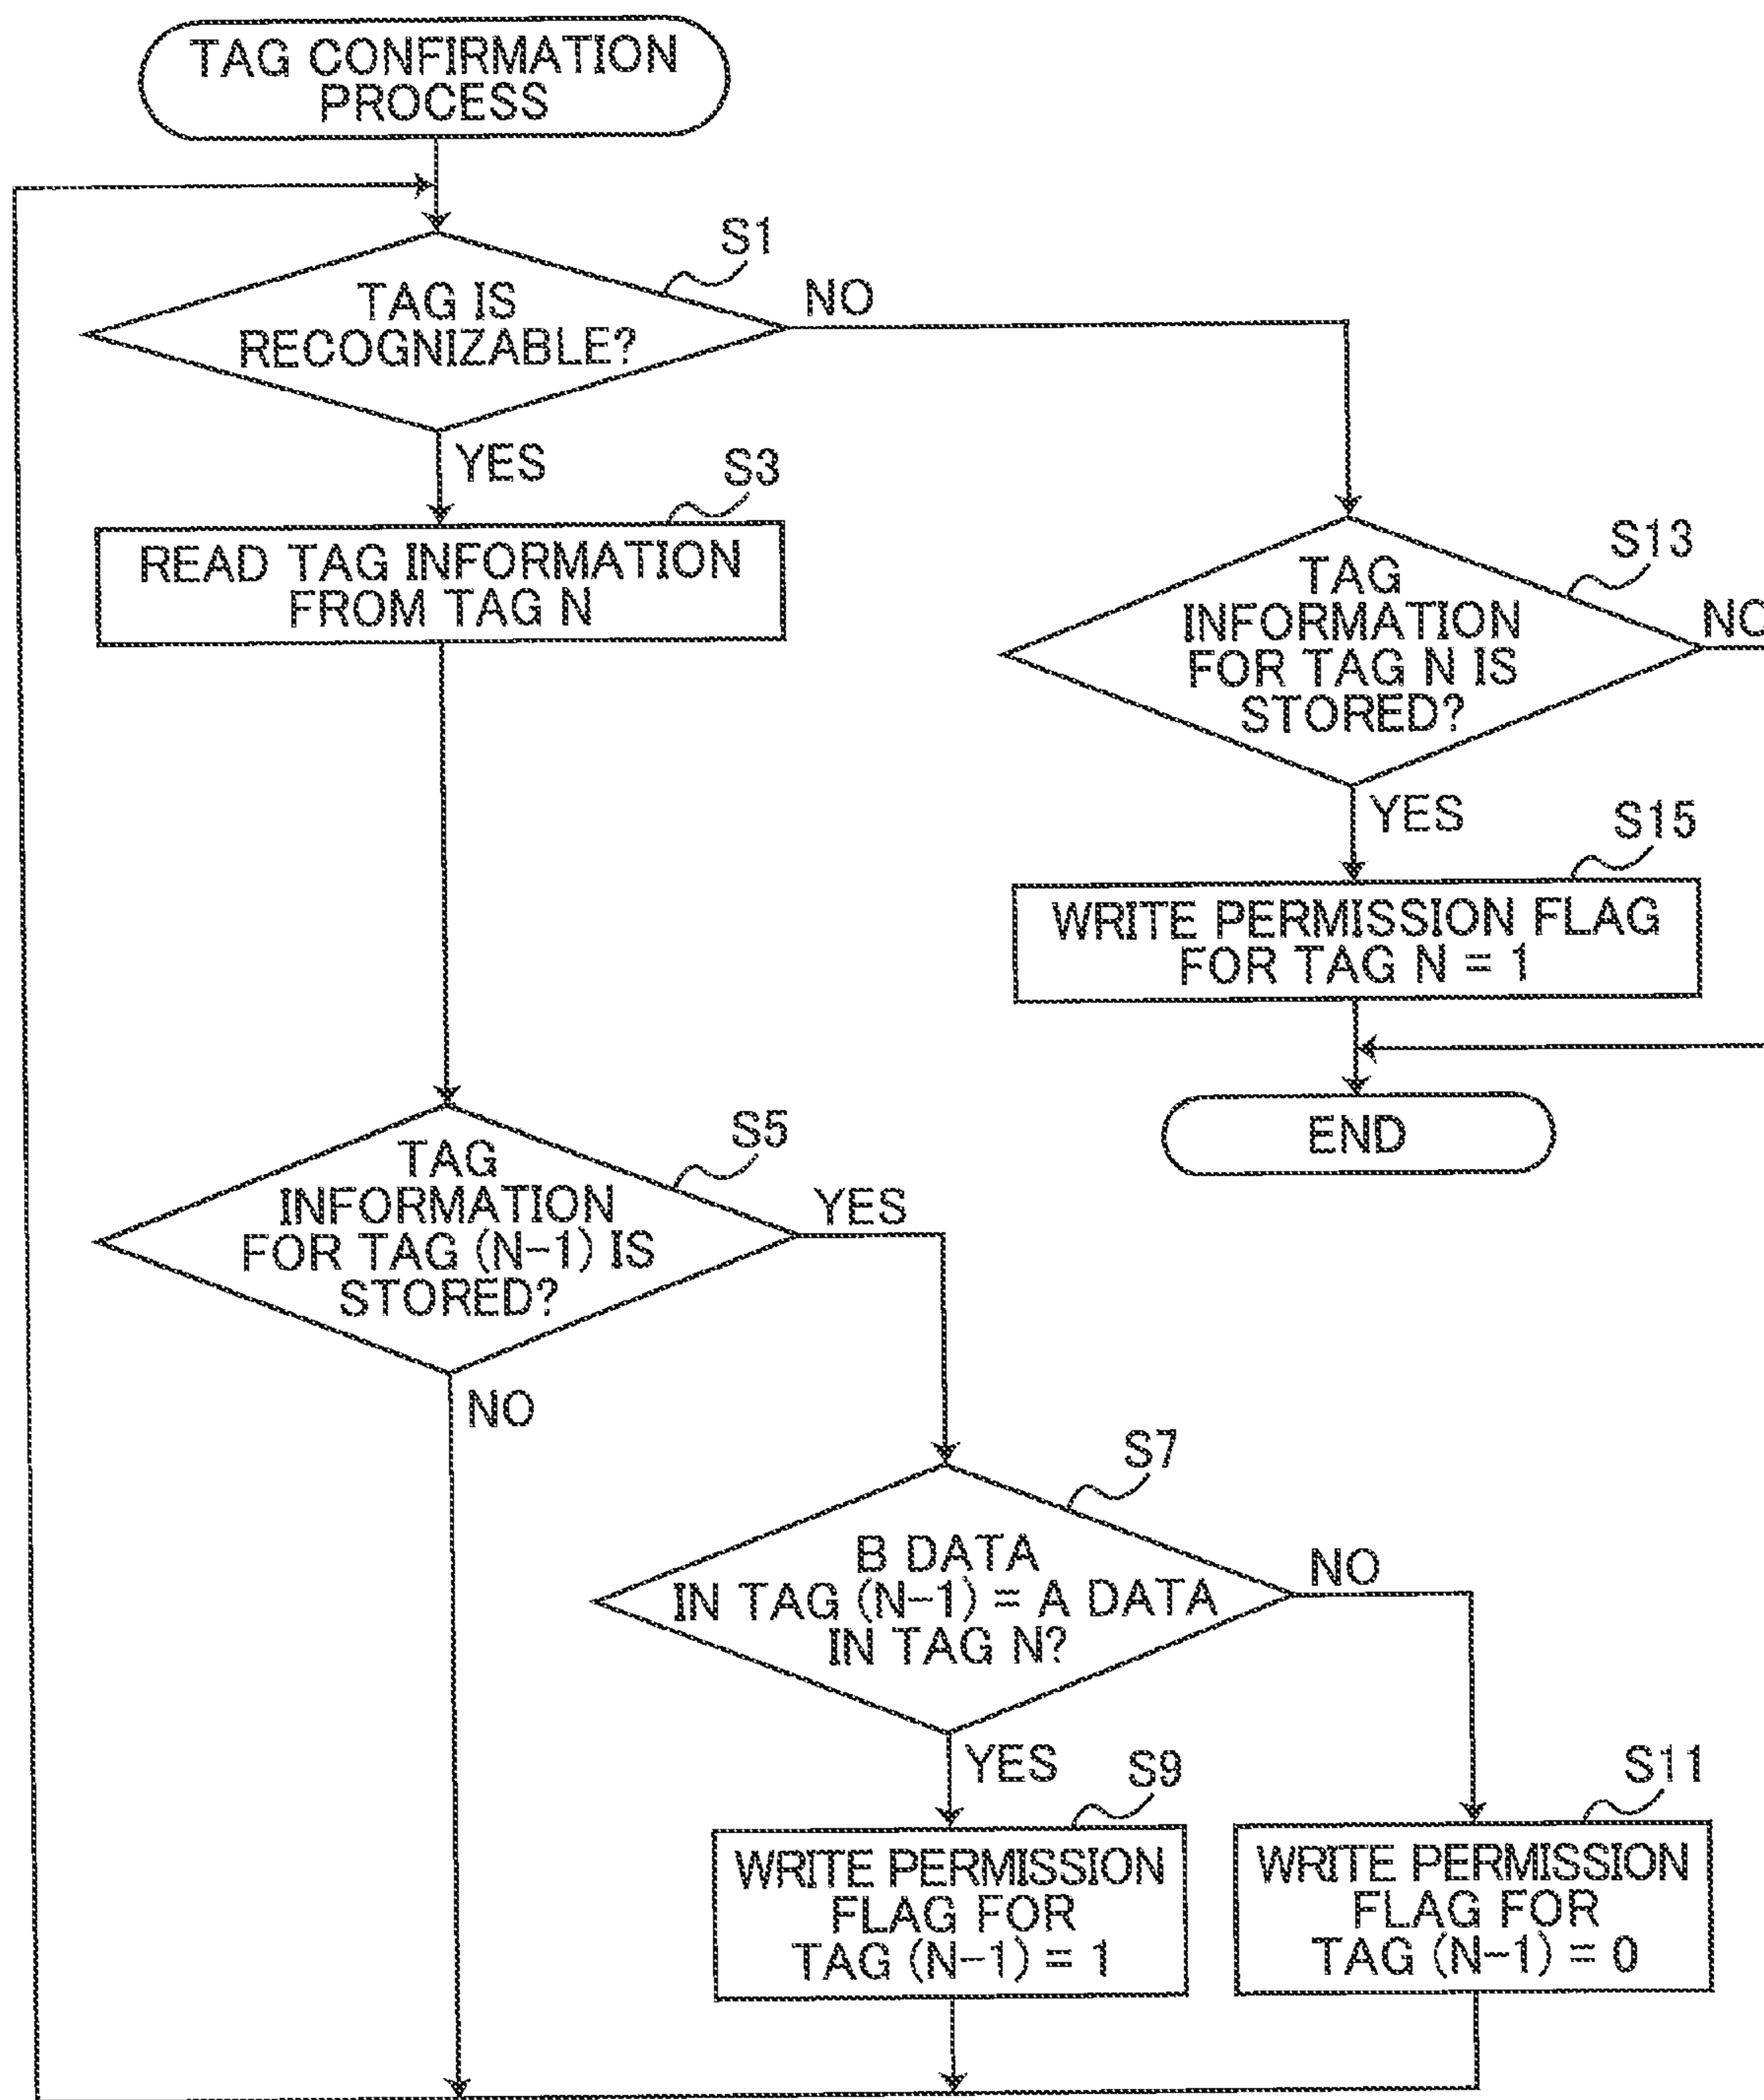 TAG CONFIRMATION
PROCESS
S1
TAG IS
RECOGNIZABLE?
NO
YES
S3
READ TAG INFORMATION
FROM TAG N
S13
TAG
INFORMATION
FOR TAG N IS
STORED?
NO
YES
S15
WRITE PERMISSION FLAG
FOR TAG N = 1
END
S5
TAG
INFORMATION
FOR TAG (N-1) IS
STORED?
YES
NO
S7
B DATA
IN TAG (N-1) = A DATA
IN TAG N?
NO
YES
S9
WRITE PERMISSION
FLAG FOR
TAG (N-1) = 1
S11
WRITE PERMISSION
FLAG FOR
TAG (N-1) = 0